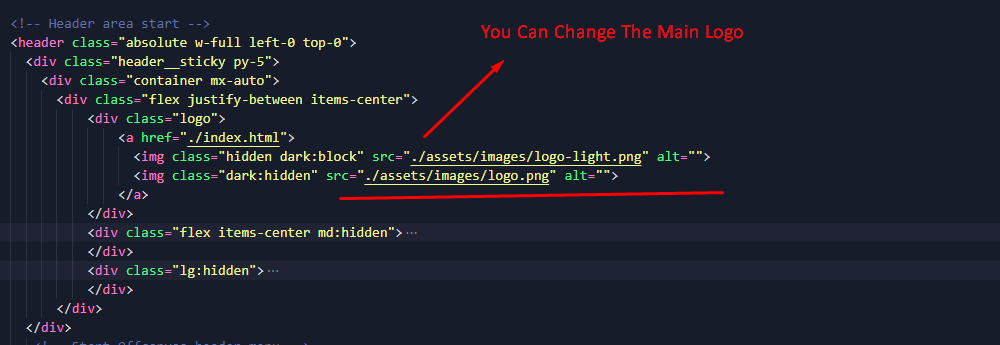 <!-- Header area start -->
You Can Change The Main Logo
<header class="absolute w-full left-0 top-0">
<div class="header__sticky py-5">
<div class="container mx-auto">
<div class="flex justify-between items-center">
<div class="logo">
<a href="./index.html">
<img class="hidden dark:block" src="./assets/images/logo-light.png" alt="">
<img class="dark:hidden" src="./assets/images/logo.png" alt="">
</a>
</div>
<div class="flex items-center md:hidden">···
</div>
<div class="lg:hidden">···
</div>
</div>
</div>